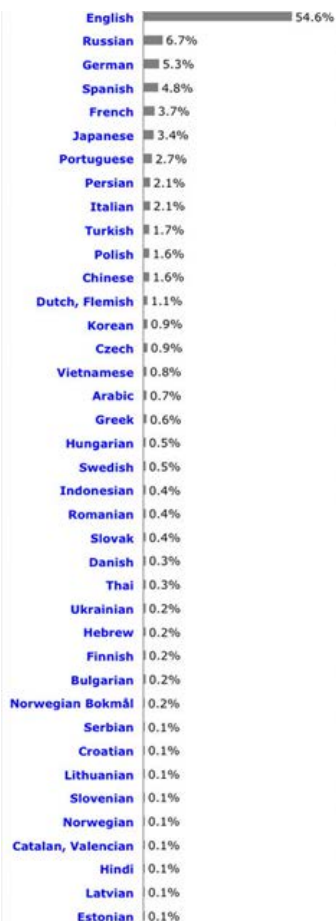 English 54.6%
Russian 6.7%
German 5.3%
Spanish 4.8%
French 3.7%
Japanese 3.4%
Portuguese 2.7%
Persian 2.1%
Italian 2.1%
Turkish 1.7%
Polish 1.6%
Chinese 1.6%
Dutch, Flemish 1.1%
Korean 0.9%
Czech 0.9%
Vietnamese 0.8%
Arabic 0.7%
Greek 0.6%
Hungarian 0.5%
Swedish 0.5%
Indonesian 0.4%
Romanian 0.4%
Slovak 0.4%
Danish 0.3%
Thai 0.3%
Ukrainian 0.2%
Hebrew 0.2%
Finnish 0.2%
Bulgarian 0.2%
Norwegian Bokmål 0.2%
Serbian 0.1%
Croatian 0.1%
Lithuanian 0.1%
Slovenian 0.1%
Norwegian 0.1%
Catalan, Valencian 0.1%
Hindi 0.1%
Latvian 0.1%
Estonian 0.1%